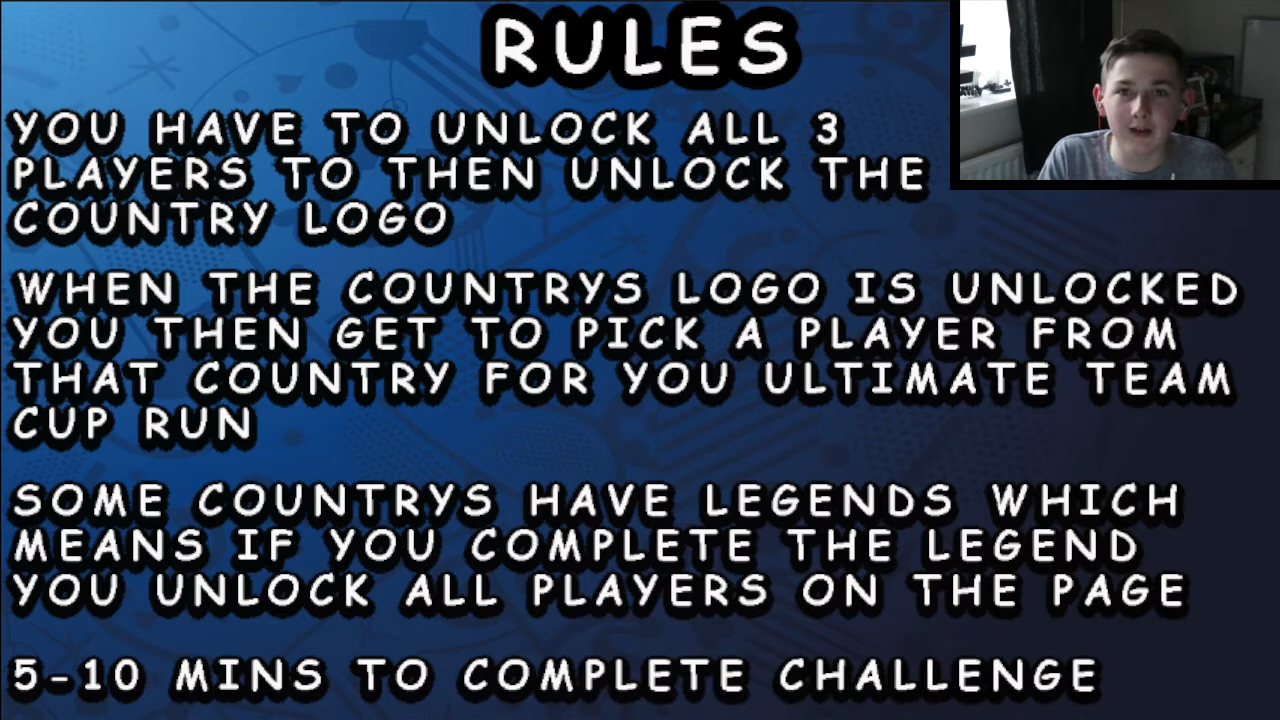 RULES
YOU HAVE TO UNLOCK ALL 3
PLAYERS TO THEN UNLOCK THE
COUNTRY LOGO
WHEN THE COUNTRYS LOGO IS UNLOCKED
YOU THEN GET TO PICK A PLAYER FROM
THAT COUNTRY FOR YOU ULTIMATE TEAM
CUP RUN
SOME COUNTRYS HAVE LEGENDS WHICH
MEANS IF YOU COMPLETE THE LEGEND
YOU UNLOCK ALL PLAYERS ON THE PAGE
5-10 MINS TO COMPLETE CHALLENGE